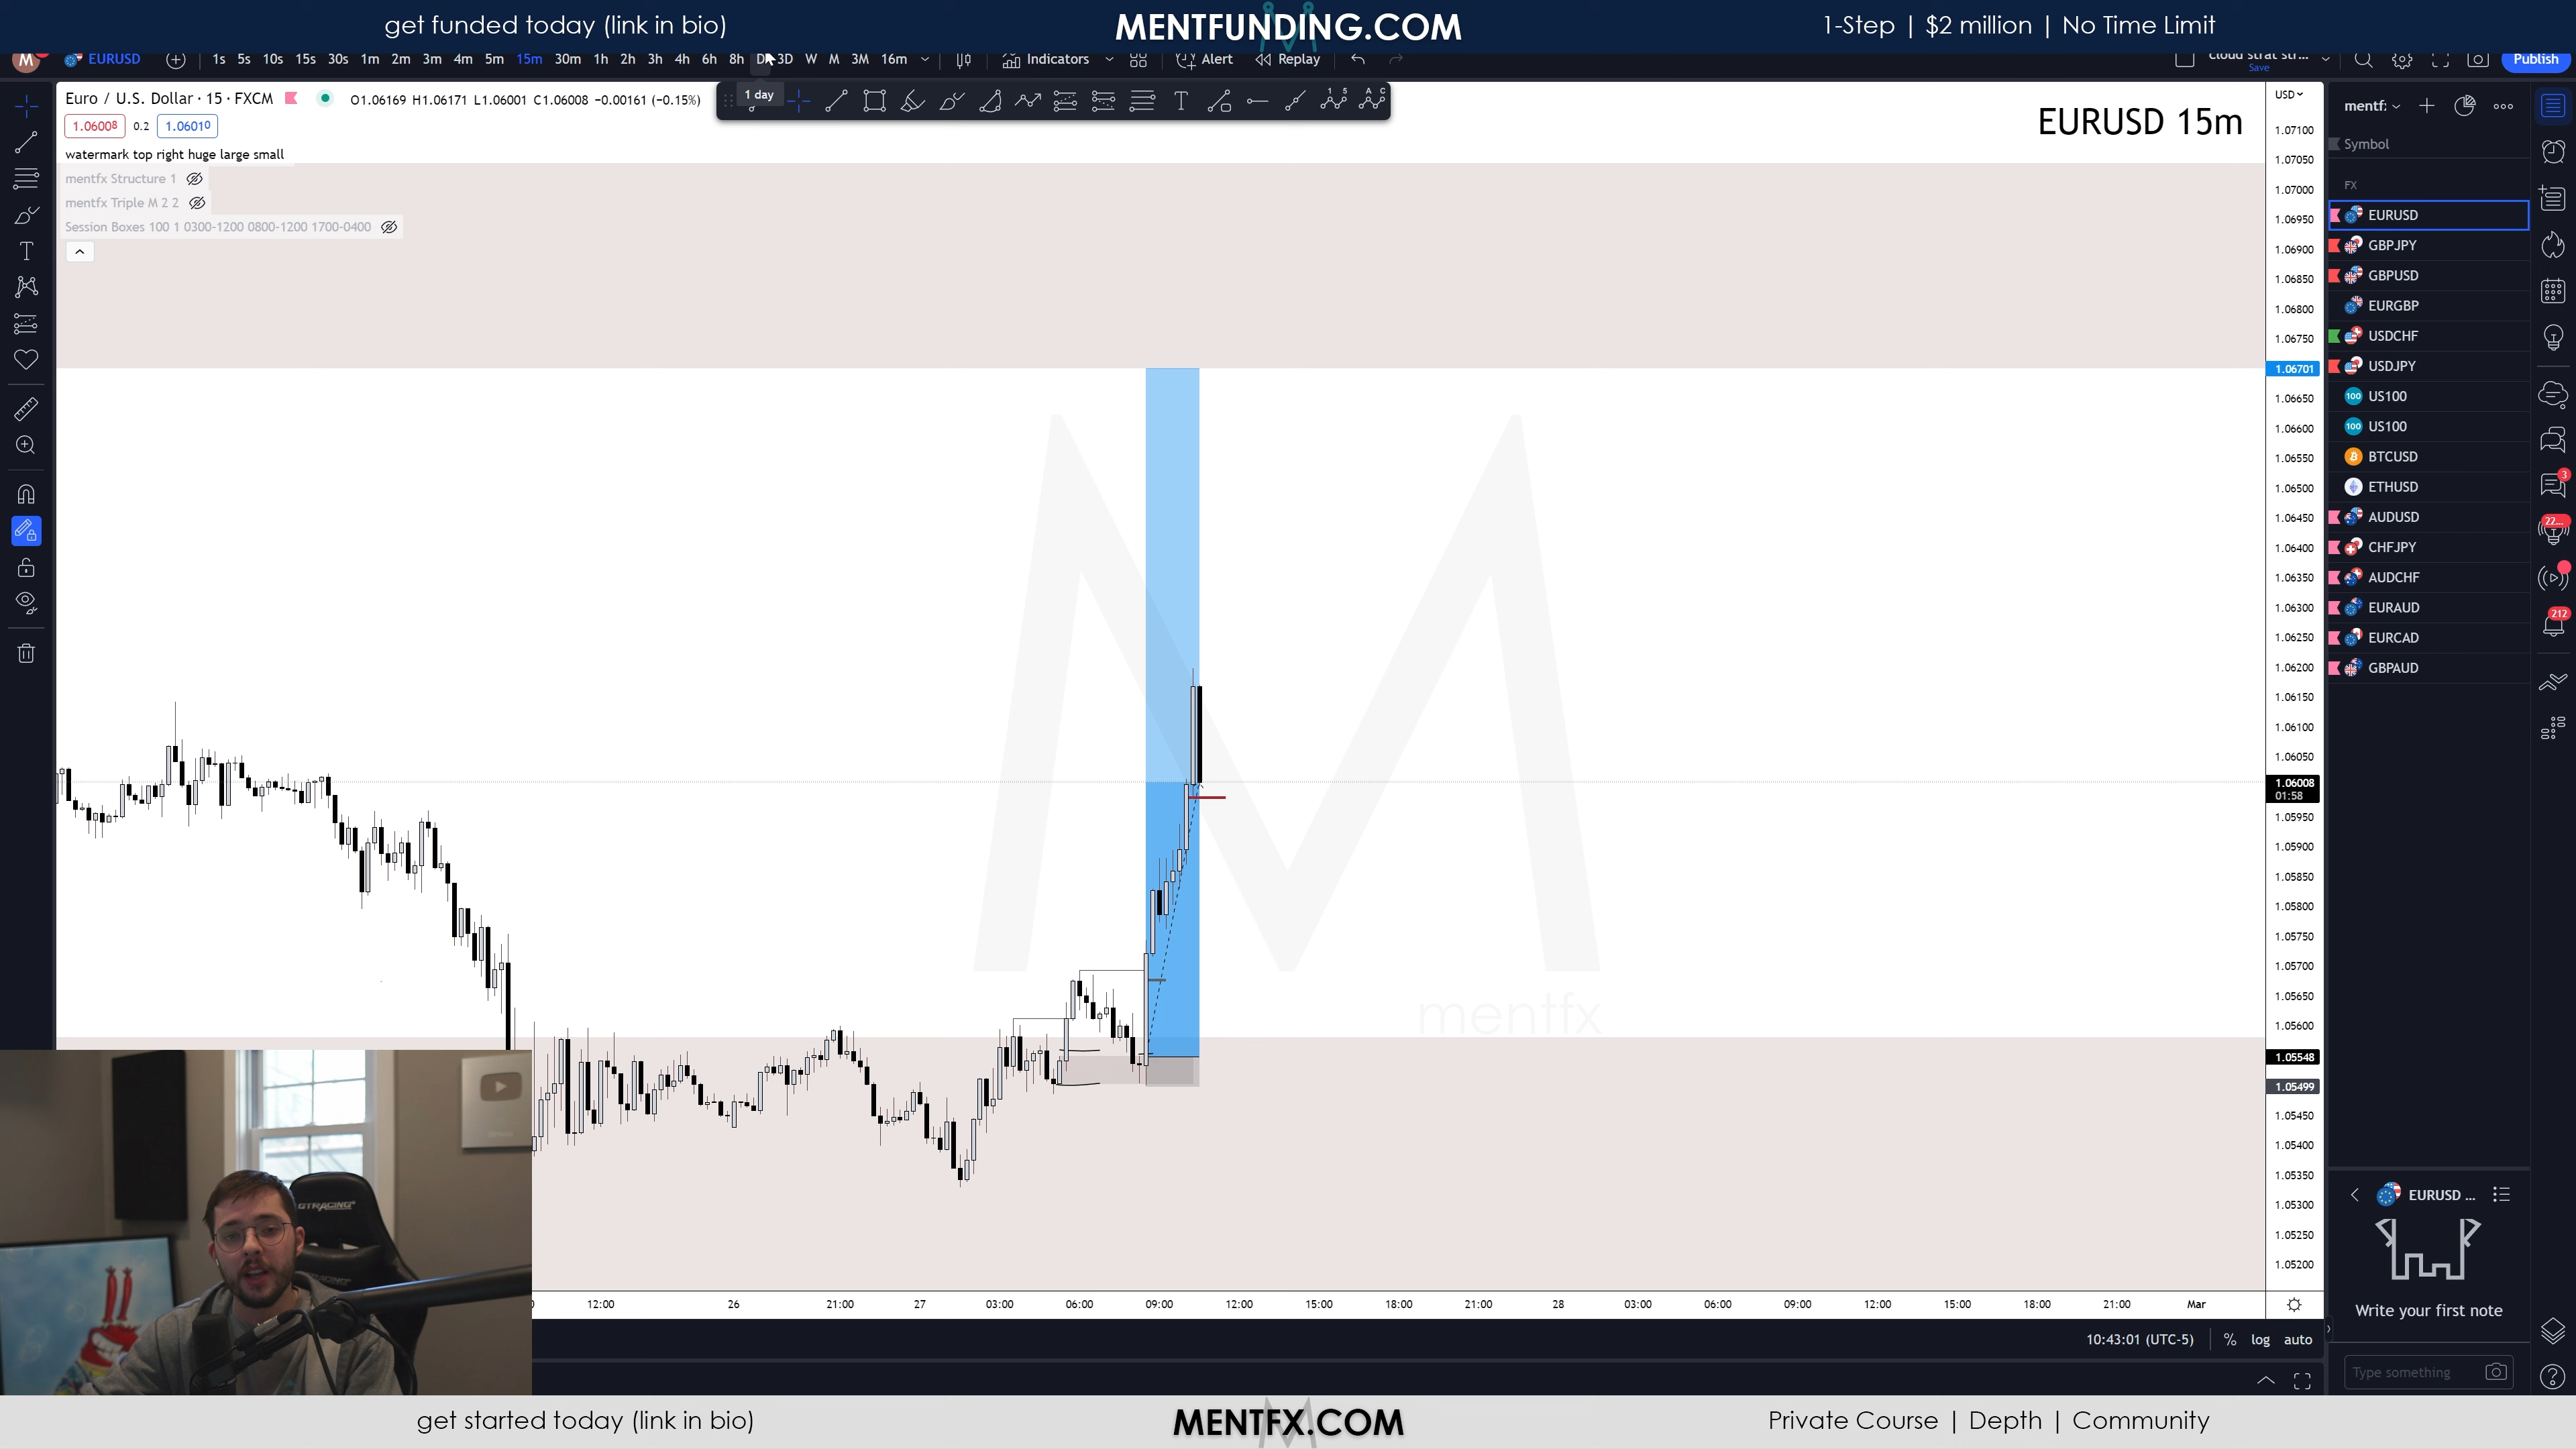 get funded today (link in bio)
MENTFUNDING.COM
1-Step | $2 million | No Time Limit
M
EURUSD
1s 5s 10s 15s 30s 1m 2m 3m 4m 5m 15m 30m 1h 2h 3h 4h 6h 8h D 3D W M 3M 16m
Indicators
Alert
Replay
cloud strat str...
Save
Publish
Euro / U.S. Dollar · 15 · FXCM
O1.06169 H1.06171 L1.06001 C1.06008 −0.00161 (−0.15%)
1 day
1.06008
0.2
1.06010
watermark top right huge large small
mentfx Structure 1
mentfx Triple M 2 2
Session Boxes 100 1 0300-1200 0800-1200 1700-0400
EURUSD 15m
mentfx
USD
1.07100
1.07050
1.07000
1.06950
1.06900
1.06850
1.06800
1.06750
1.06701
1.06650
1.06600
1.06550
1.06500
1.06450
1.06400
1.06350
1.06300
1.06250
1.06200
1.06150
1.06100
1.06050
1.06008
01:58
1.05950
1.05900
1.05850
1.05800
1.05750
1.05700
1.05650
1.05600
1.05548
1.05499
1.05450
1.05400
1.05350
1.05300
1.05250
1.05200
12:00 26 21:00 27 03:00 06:00 09:00 12:00 15:00 18:00 21:00 28 03:00 06:00 09:00 12:00 15:00 18:00 21:00 Mar
10:43:01 (UTC-5)
% log auto
mentf:
Symbol
FX
EURUSD
GBPJPY
GBPUSD
EURGBP
USDCHF
USDJPY
100 US100
100 US100
BTCUSD
ETHUSD
AUDUSD
CHFJPY
AUDCHF
EURAUD
EURCAD
GBPAUD
3
22...
212
EURUSD ...
Write your first note
Type something
GTRACING
get started today (link in bio)
MENTFX.COM
Private Course | Depth | Community